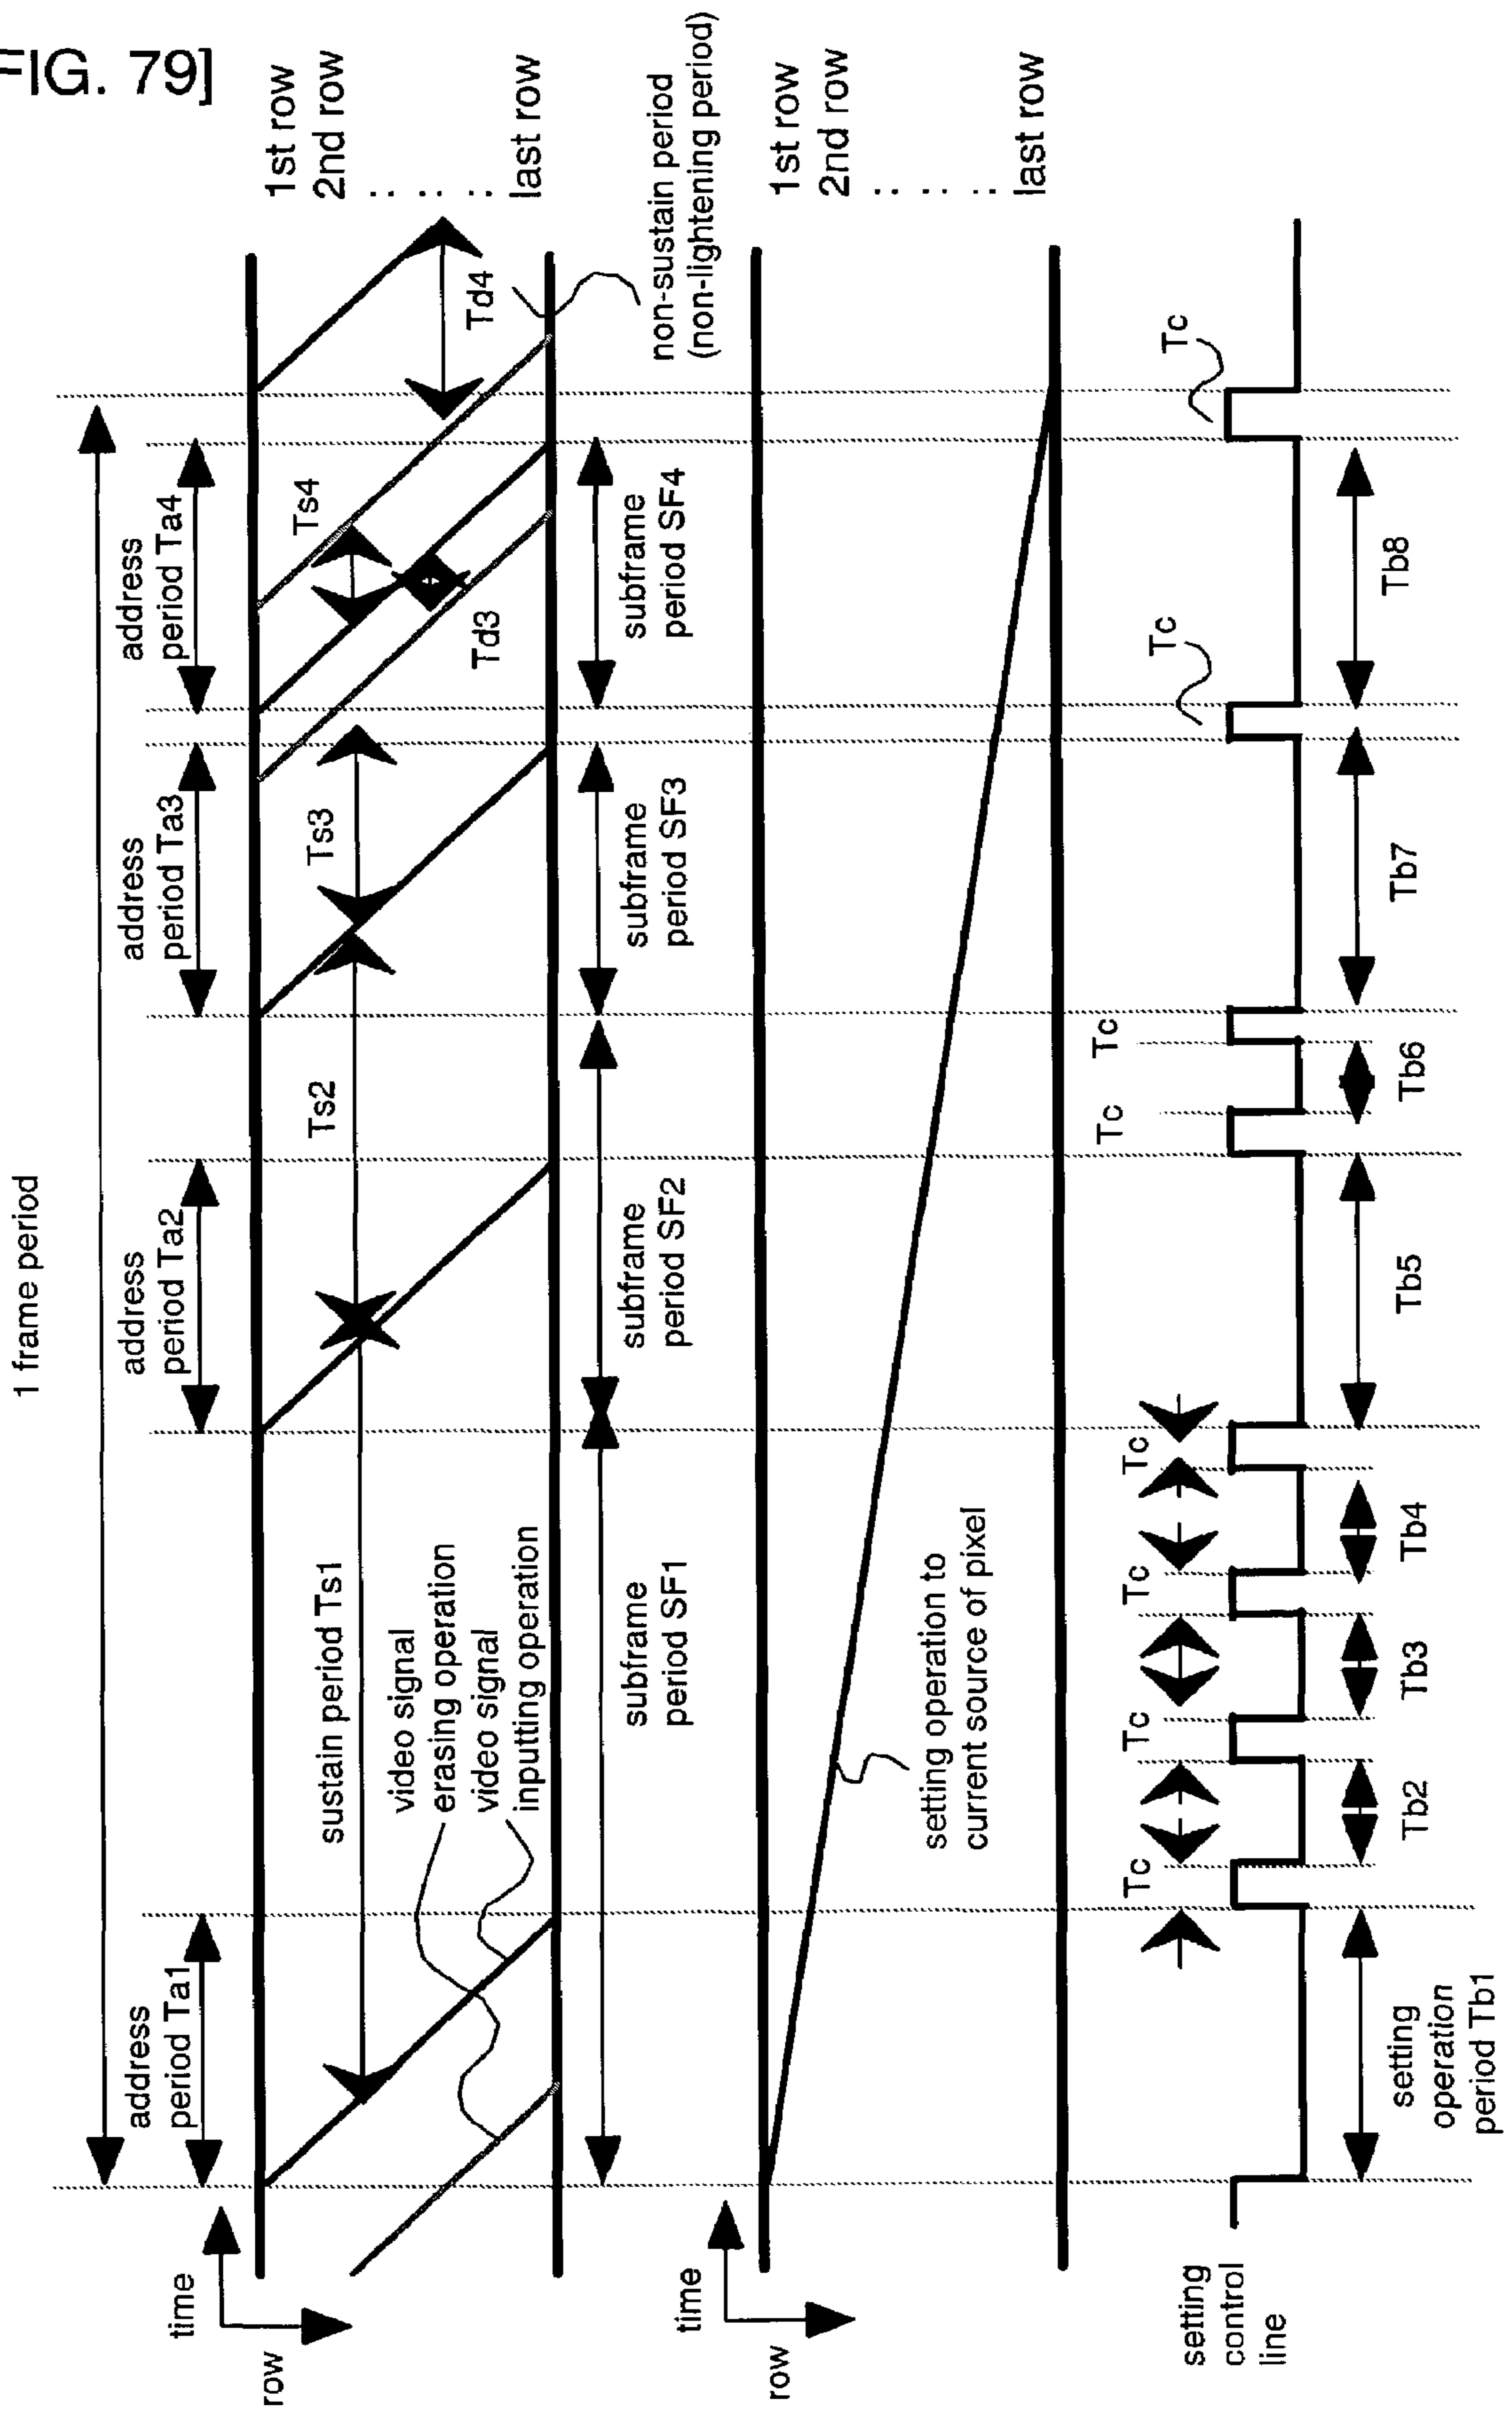 FIG. 79]
1 frame period
address
period Ta1
address
period Ta2
address
period Ta3
address
period Ta4
time
row
1st row
2nd row
last row
sustain period Ts1
Ts2
Ts3
Ts4
video signal
erasing operation
video signal
inputting operation
Td3
Td4
non-sustain period
(non-lightening period)
subframe
period SF1
subframe
period SF2
subframe
period SF3
subframe
period SF4
time
row
1st row
2nd row
last row
setting operation to
current source of pixel
setting
control
line
Tc
Tc
Tc
Tc
Tc
Tc
Tc
Tc
setting
operation
period Tb1
Tb2
Tb3
Tb4
Tb5
Tb6
Tb7
Tb8